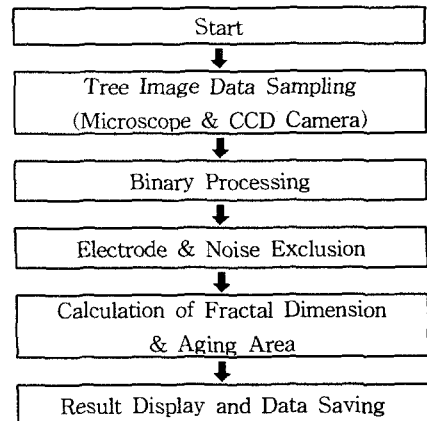 Start
Tree Image Data Sampling
(Microscope & CCD Camera)
Binary Processing
Electrode & Noise Exclusion
Calculation of Fractal Dimension
& Aging Area
Result Display and Data Saving